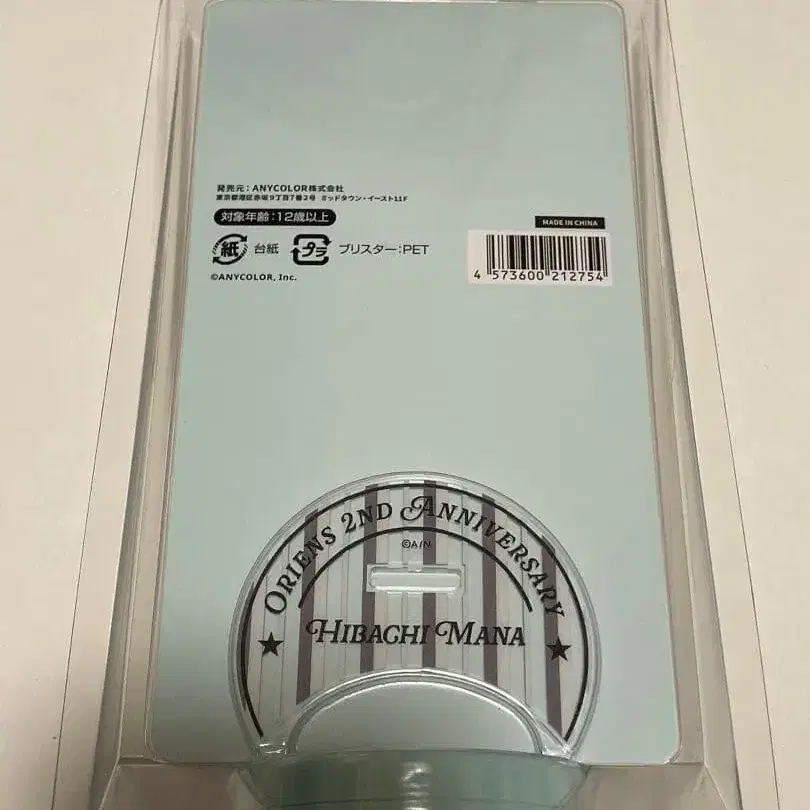 発売元：ANYCOLOR株式会社
東京都港区赤坂9丁目7番2号 ミッドタウン・イースト11F
対象年齢：12歳以上
MADE IN CHINA
紙 台紙 プラ ブリスター：PET
4 573600 212754
©ANYCOLOR, Inc.
ORIENS 2ND ANNIVERSARY
©A/N
HIBACHI MANA